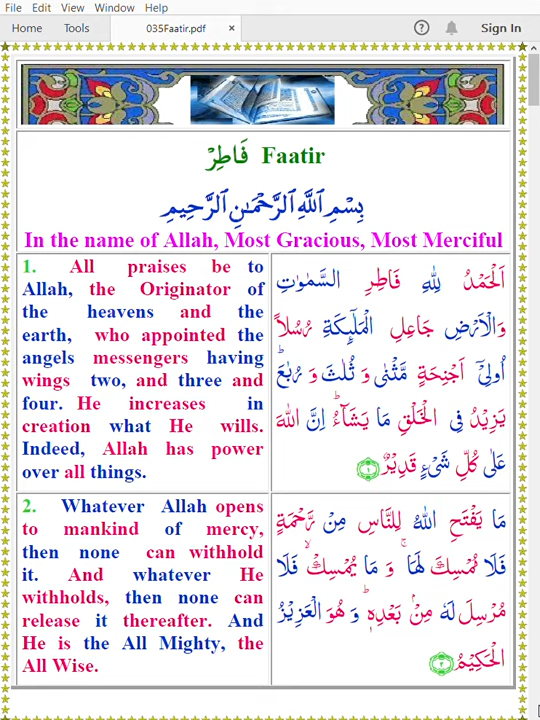 File Edit View Window Help
Home Tools 035Faatir.pdf × ? Sign In
فَاطِرْ Faatir
بِسْمِ ٱللَّهِ ٱلرَّحْمَـٰنِ ٱلرَّحِيمِ
In the name of Allah, Most Gracious, Most Merciful
1. All praises be to
Allah, the Originator of
the heavens and the
earth, who appointed the
angels messengers having
wings two, and three and
four. He increases in
creation what He wills.
Indeed, Allah has power
over all things.
اَلْحَمْدُ لِلّٰهِ فَاطِرِ السَّمٰوٰتِ
وَالْاَرْضِ جَاعِلِ الْمَلٰٓٮِٕكَةِ رُسُلًا
اُولِىْۤ اَجْنِحَةٍ مَّثْنٰى وَ ثُلٰثَ وَ رُبٰعَ ؕ
يَزِيْدُ فِى الْخَلْقِ مَا يَشَآءُ ؕ اِنَّ اللّٰهَ
عَلٰى كُلِّ شَىْءٍ قَدِيْرٌ ۱
2. Whatever Allah opens
to mankind of mercy,
then none can withhold
it. And whatever He
withholds, then none can
release it thereafter. And
He is the All Mighty, the
All Wise.
مَا يَفْتَحِ اللّٰهُ لِلنَّاسِ مِنْ رَّحْمَةٍ
فَلَا مُمْسِكَ لَهَا ۚ وَ مَا يُمْسِكْ ۙ فَلَا
مُرْسِلَ لَهٗ مِنْۢ بَعْدِهٖ ؕ وَ هُوَ الْعَزِيْزُ
الْحَكِيْمُ ۲